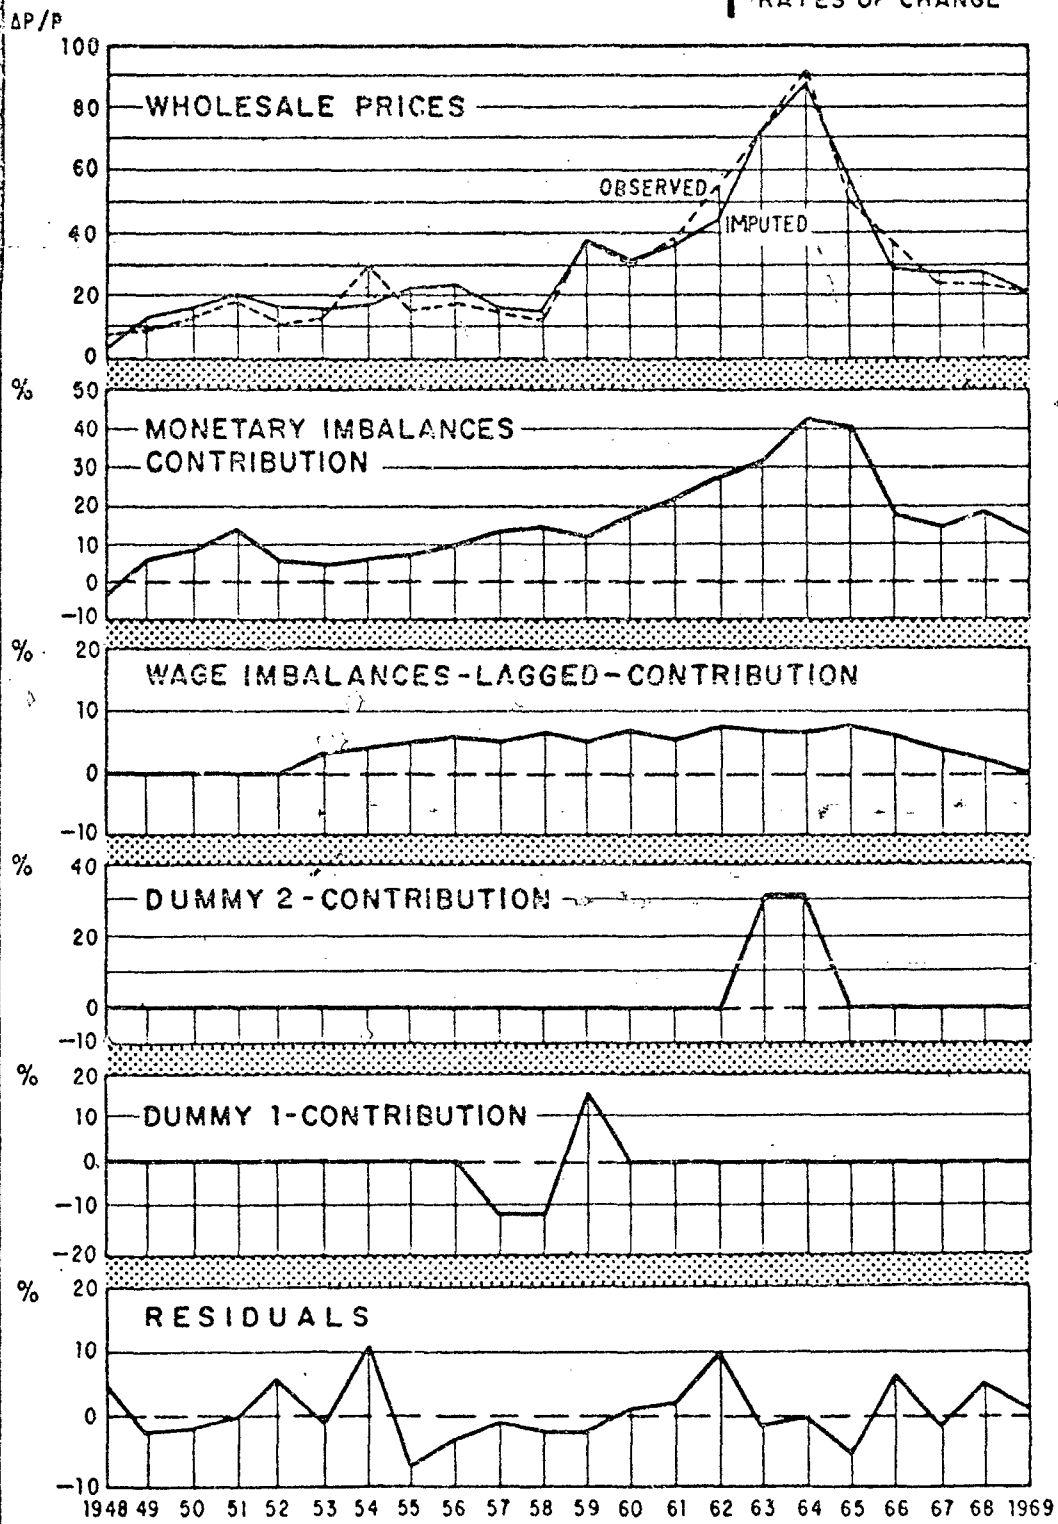 RATES OF CHANGE
ΔP/P
100
WHOLESALE PRICES
80
60
OBSERVED
IMPUTED
40
20
0
%
50
MONETARY IMBALANCES
40
CONTRIBUTION
30
20
10
0
-10
%
20
WAGE IMBALANCES-LAGGED-CONTRIBUTION
10
0
-10
%
40
DUMMY 2-CONTRIBUTION
20
0
-10
%
20
DUMMY 1-CONTRIBUTION
10
0
-10
-20
%
20
RESIDUALS
10
0
-10
1948 49 50 51 52 53 54 55 56 57 58 59 60 61 62 63 64 65 66 67 68 1969